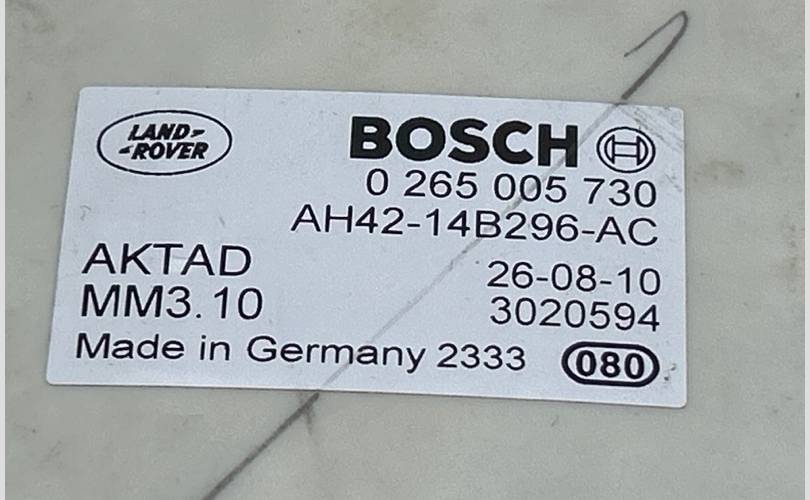 LAND-
-ROVER
BOSCH
0 265 005 730
AH42-14B296-AC
AKTAD
26-08-10
MM3.10
3020594
Made in Germany 2333
080